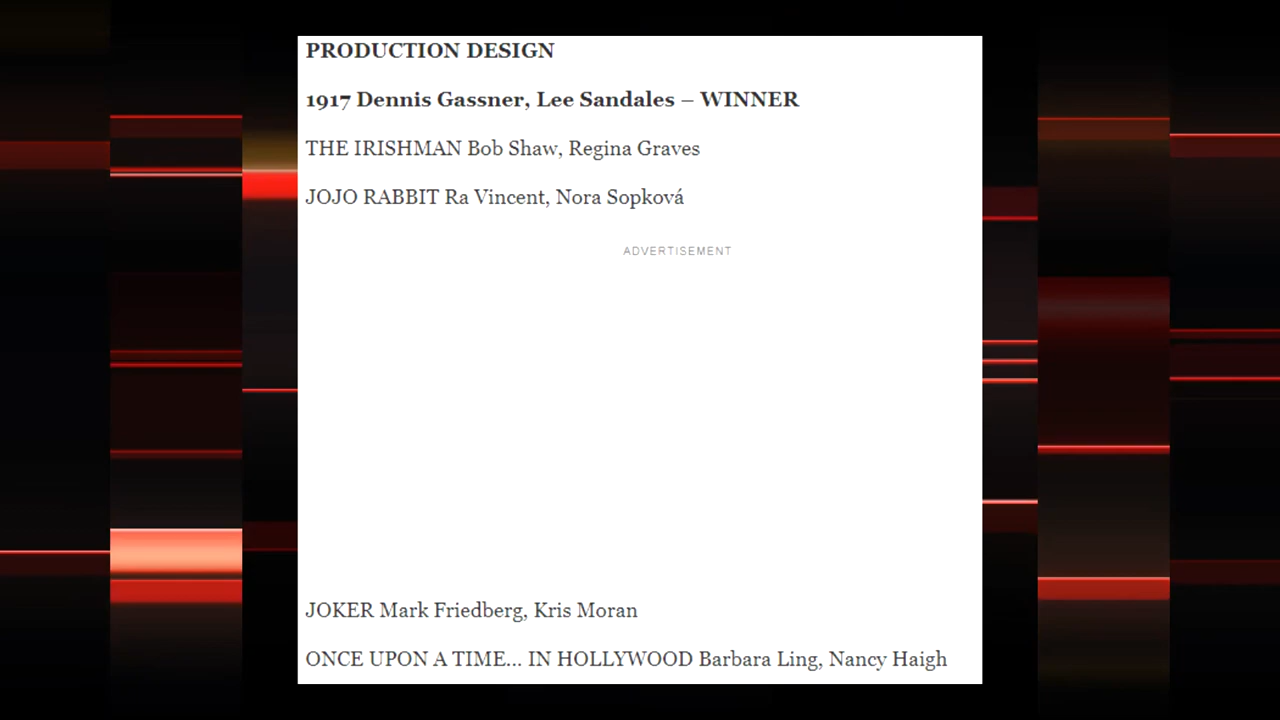 PRODUCTION DESIGN
1917 Dennis Gassner, Lee Sandales – WINNER
THE IRISHMAN Bob Shaw, Regina Graves
JOJO RABBIT Ra Vincent, Nora Sopková
ADVERTISEMENT
JOKER Mark Friedberg, Kris Moran
ONCE UPON A TIME… IN HOLLYWOOD Barbara Ling, Nancy Haigh